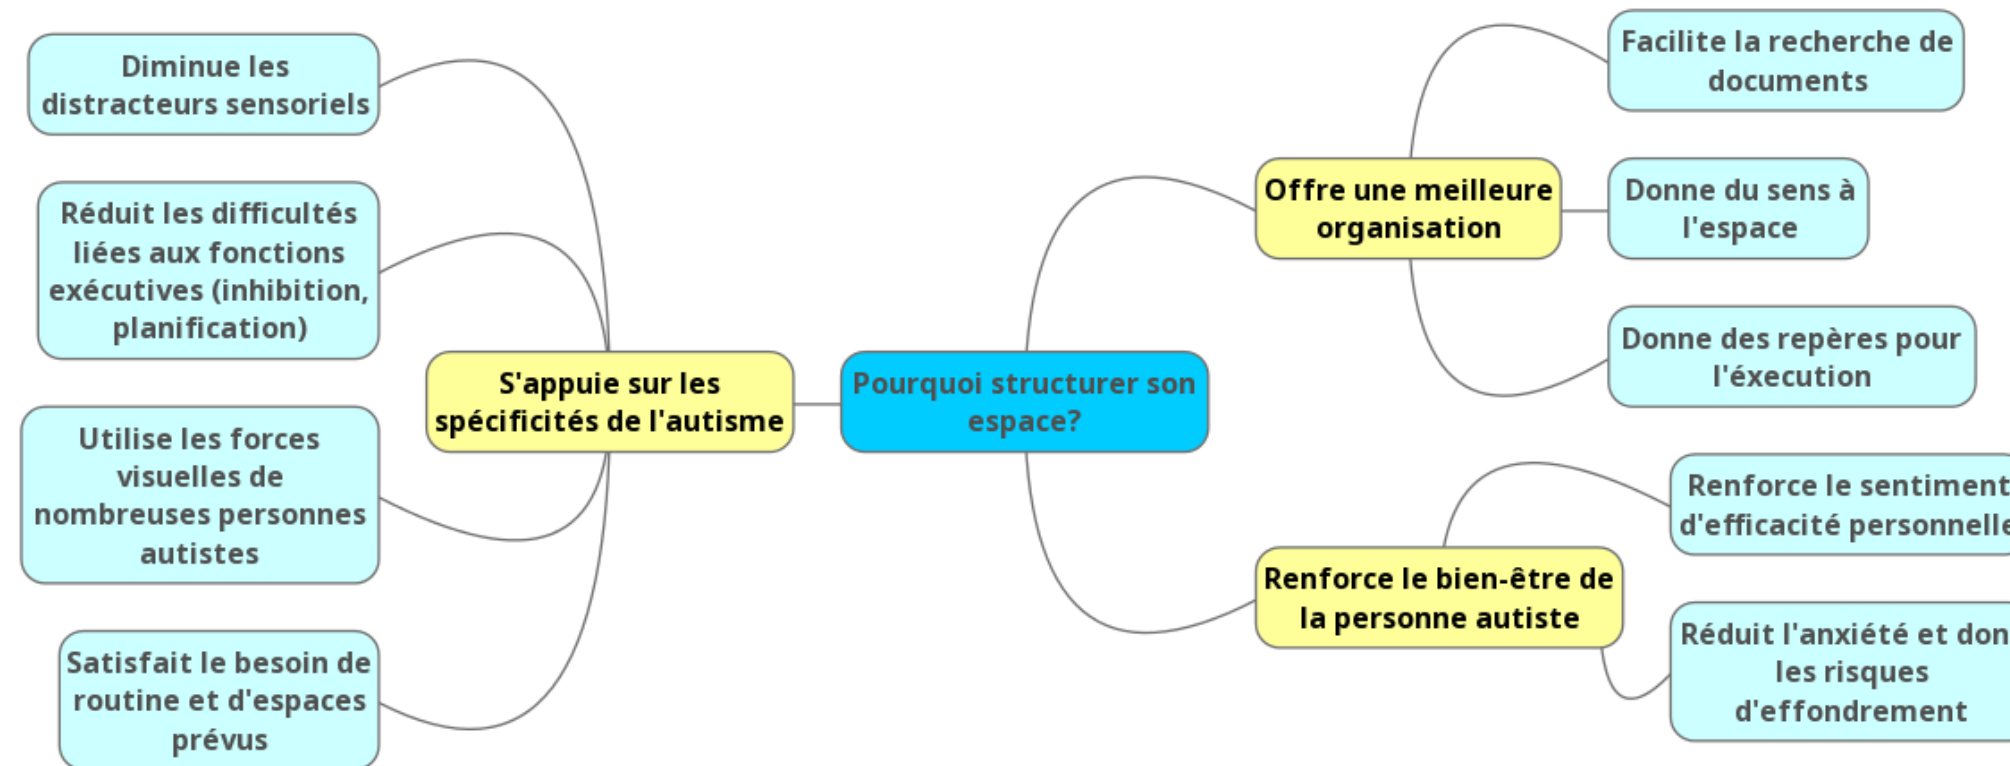 Diminue les
distracteurs sensoriels
Réduit les difficultés
liées aux fonctions
exécutives (inhibition,
planification)
Utilise les forces
visuelles de
nombreuses personnes
autistes
Satisfait le besoin de
routine et d'espaces
prévus
S'appuie sur les
spécificités de l'autisme
Pourquoi structurer son
espace?
Offre une meilleure
organisation
Facilite la recherche de
documents
Donne du sens à
l'espace
Donne des repères pour
l'éxecution
Renforce le bien-être de
la personne autiste
Renforce le sentiment
d'efficacité personnelle
Réduit l'anxiété et don
les risques
d'effondrement